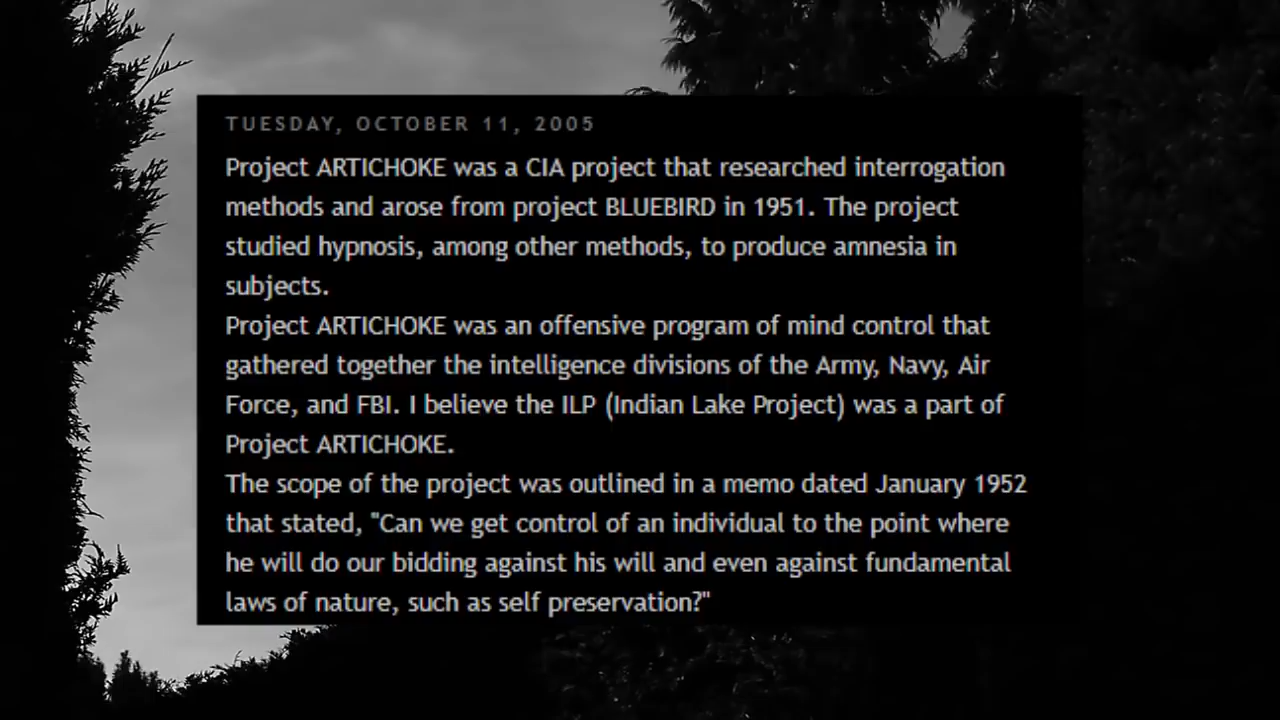 TUESDAY, OCTOBER 11, 2005
Project ARTICHOKE was a CIA project that researched interrogation
methods and arose from project BLUEBIRD in 1951. The project
studied hypnosis, among other methods, to produce amnesia in
subjects.
Project ARTICHOKE was an offensive program of mind control that
gathered together the intelligence divisions of the Army, Navy, Air
Force, and FBI. I believe the ILP (Indian Lake Project) was a part of
Project ARTICHOKE.
The scope of the project was outlined in a memo dated January 1952
that stated, "Can we get control of an individual to the point where
he will do our bidding against his will and even against fundamental
laws of nature, such as self preservation?"